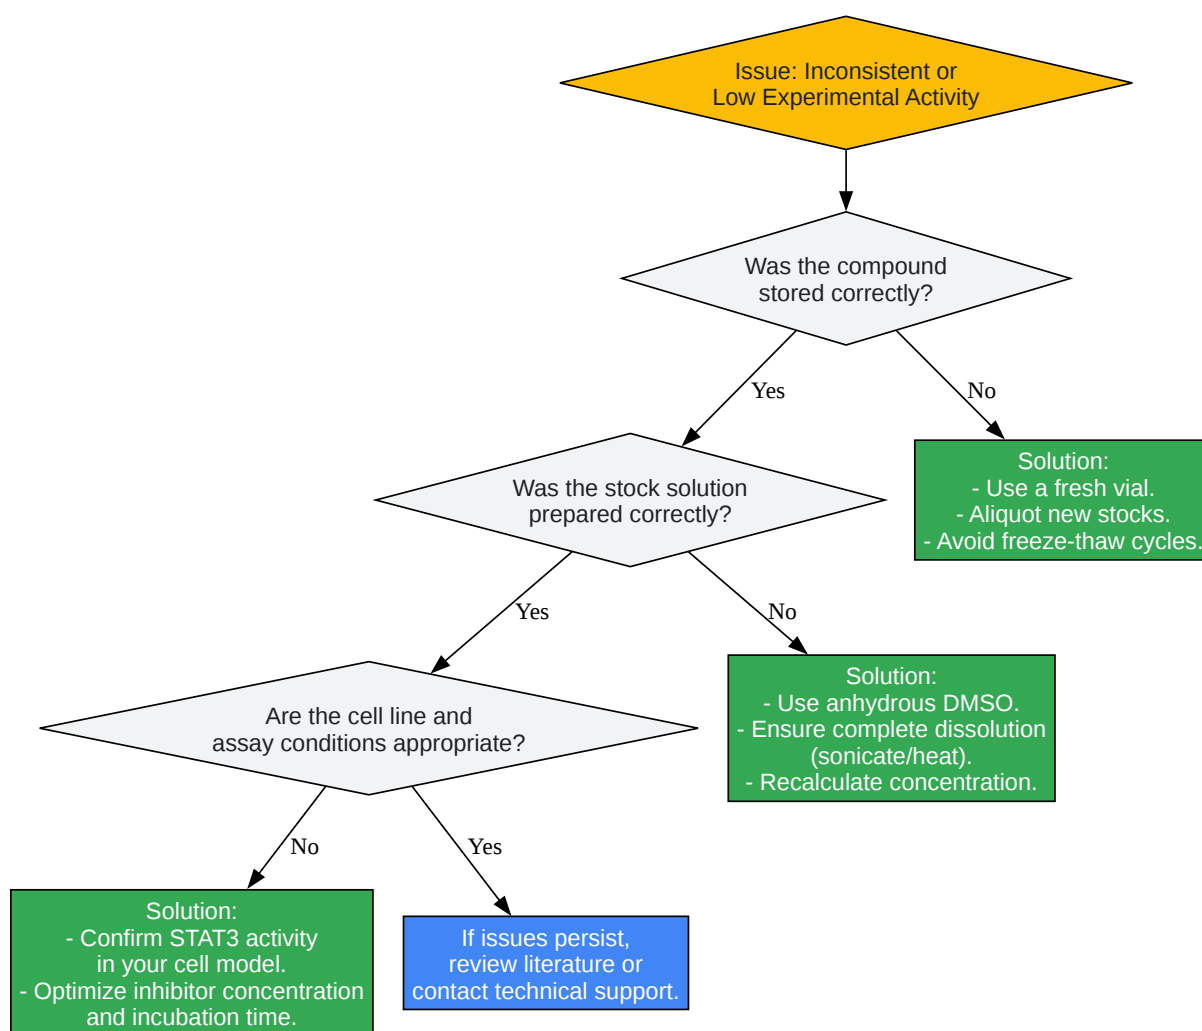 Issue: Inconsistent or
Low Experimental Activity
Was the compound
stored correctly?
Yes
No
Was the stock solution
prepared correctly?
Solution:
- Use a fresh vial.
- Aliquot new stocks.
- Avoid freeze-thaw cycles.
Yes
No
Are the cell line and
assay conditions appropriate?
Solution:
- Use anhydrous DMSO.
- Ensure complete dissolution
(sonicate/heat).
- Recalculate concentration.
No
Yes
Solution:
- Confirm STAT3 activity
in your cell model.
- Optimize inhibitor concentration
and incubation time.
If issues persist,
review literature or
contact technical support.